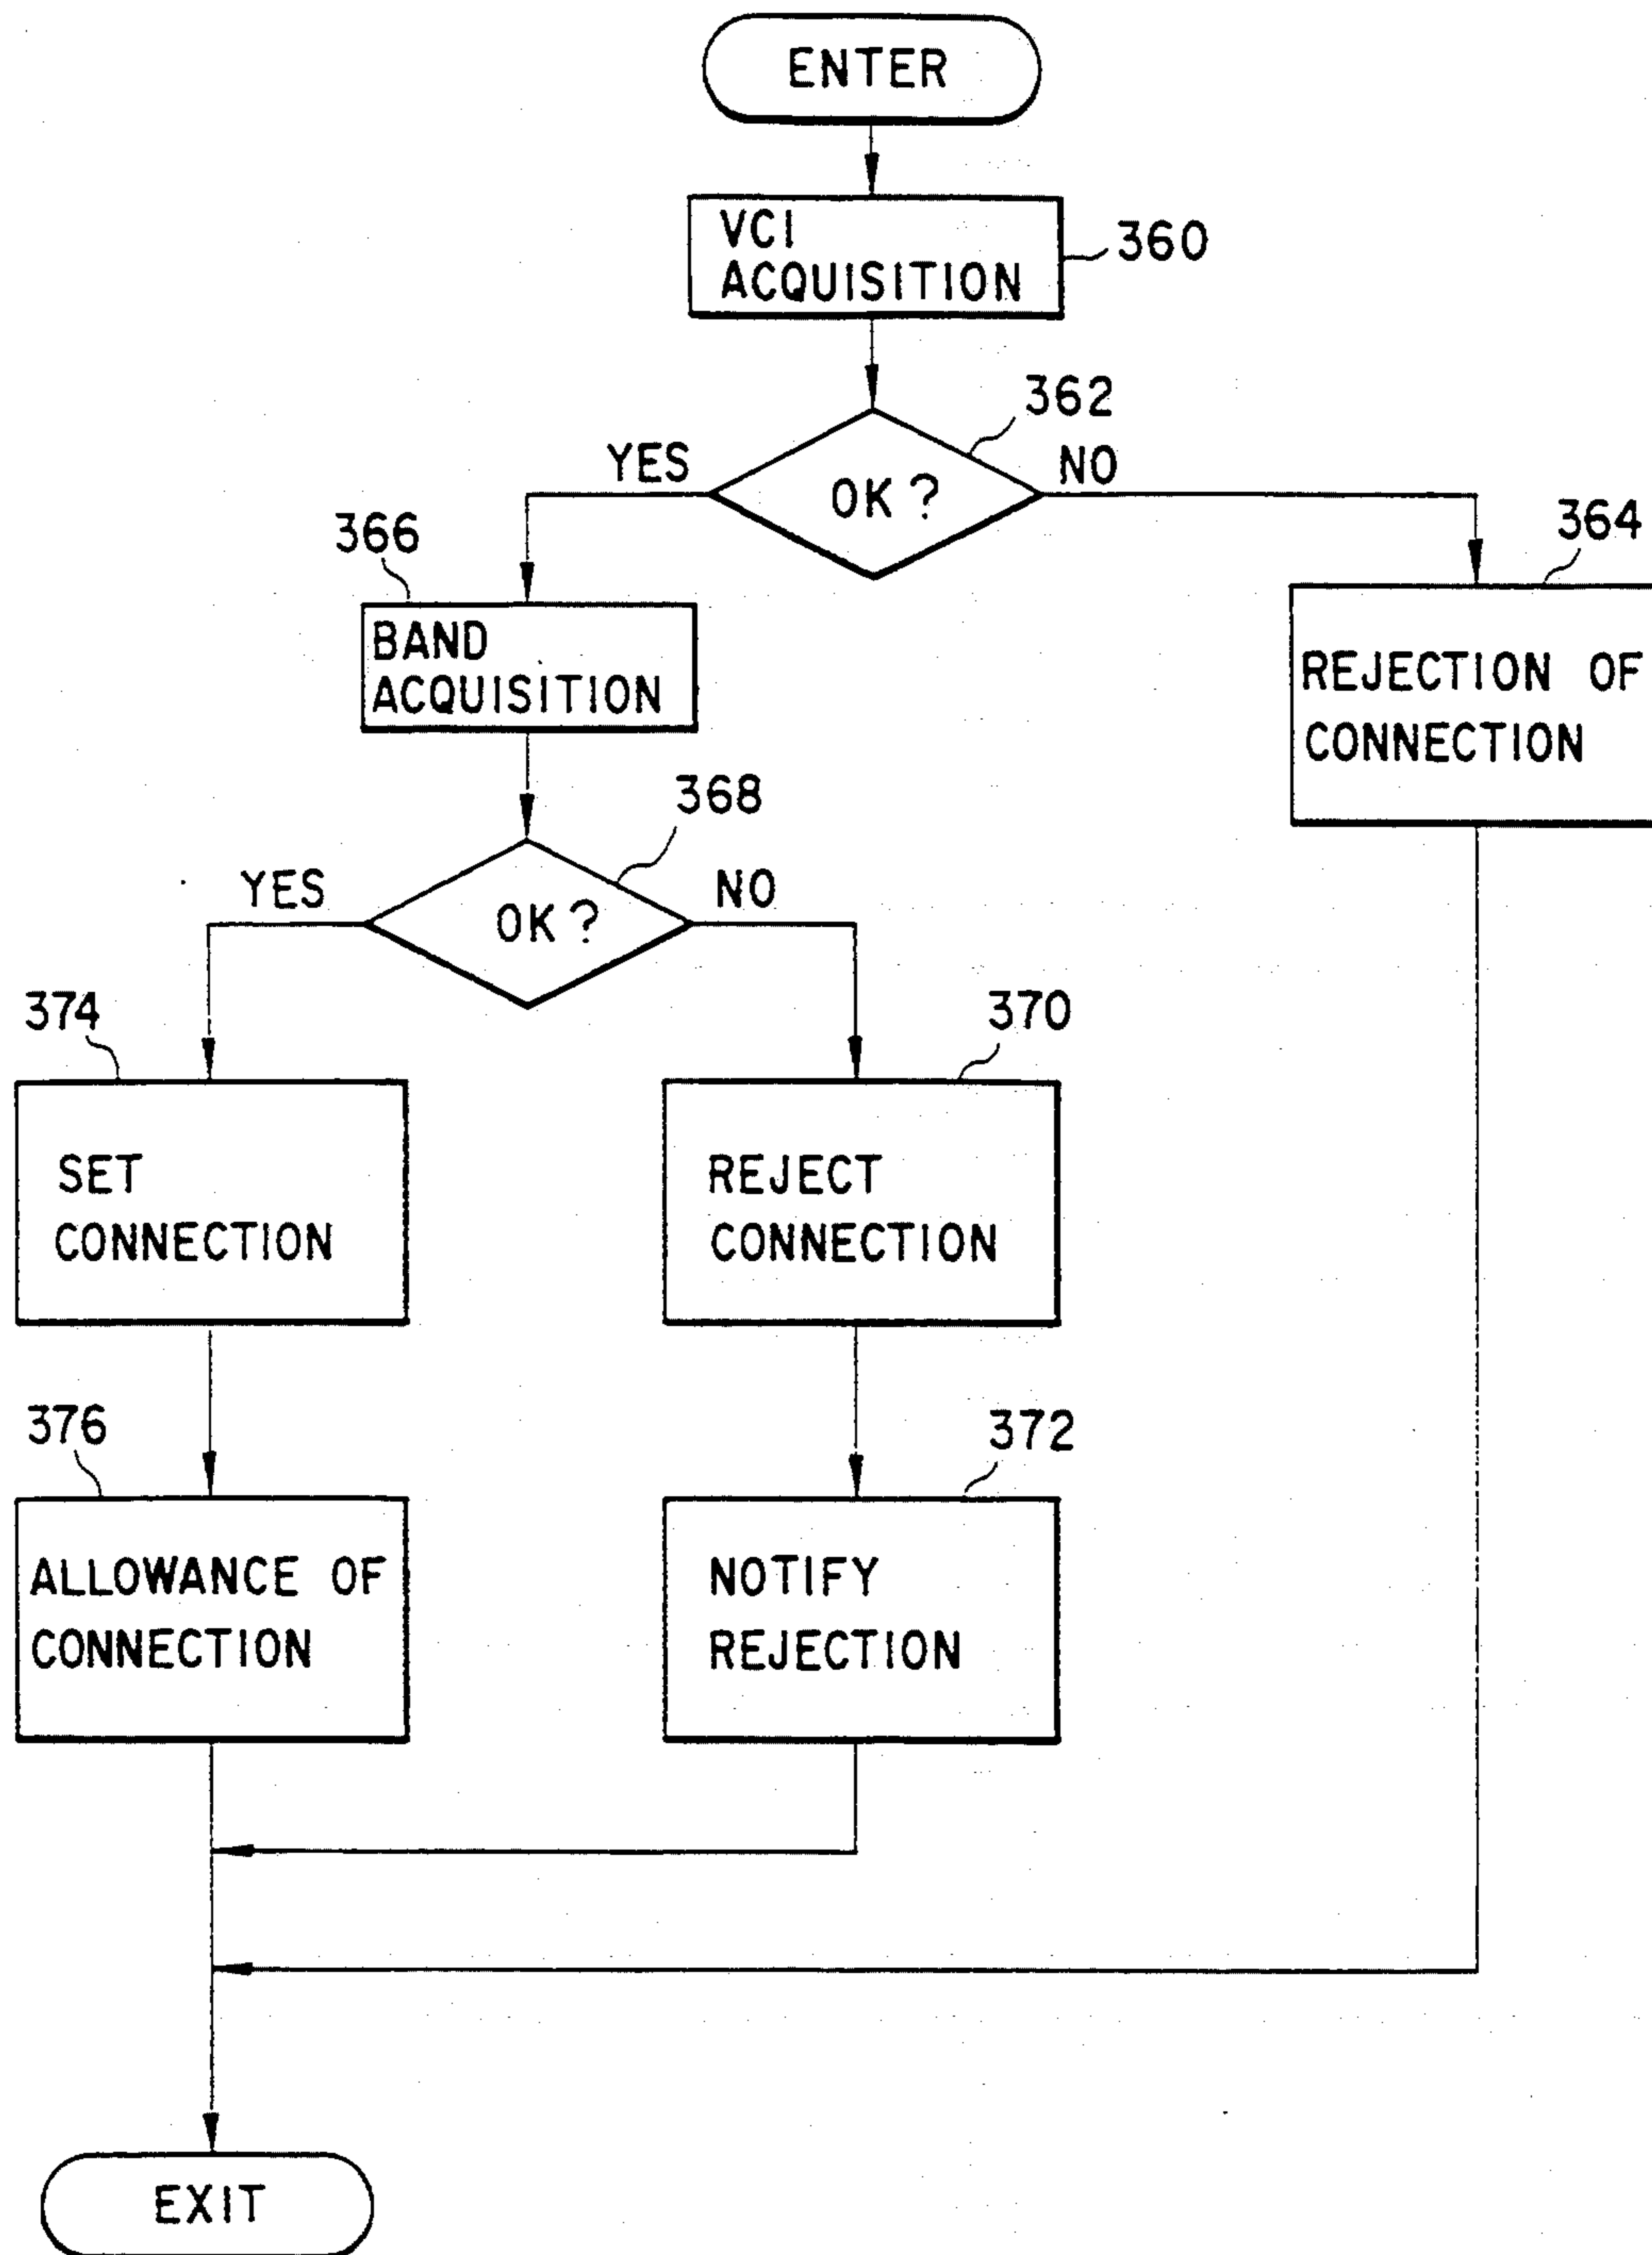 ENTER
VCI
ACQUISITION
360
362
YES
NO
OK?
366
364
BAND
ACQUISITION
REJECTION OF
CONNECTION
368
YES
NO
OK?
374
370
SET
CONNECTION
REJECT
CONNECTION
376
372
ALLOWANCE OF
CONNECTION
NOTIFY
REJECTION
EXIT